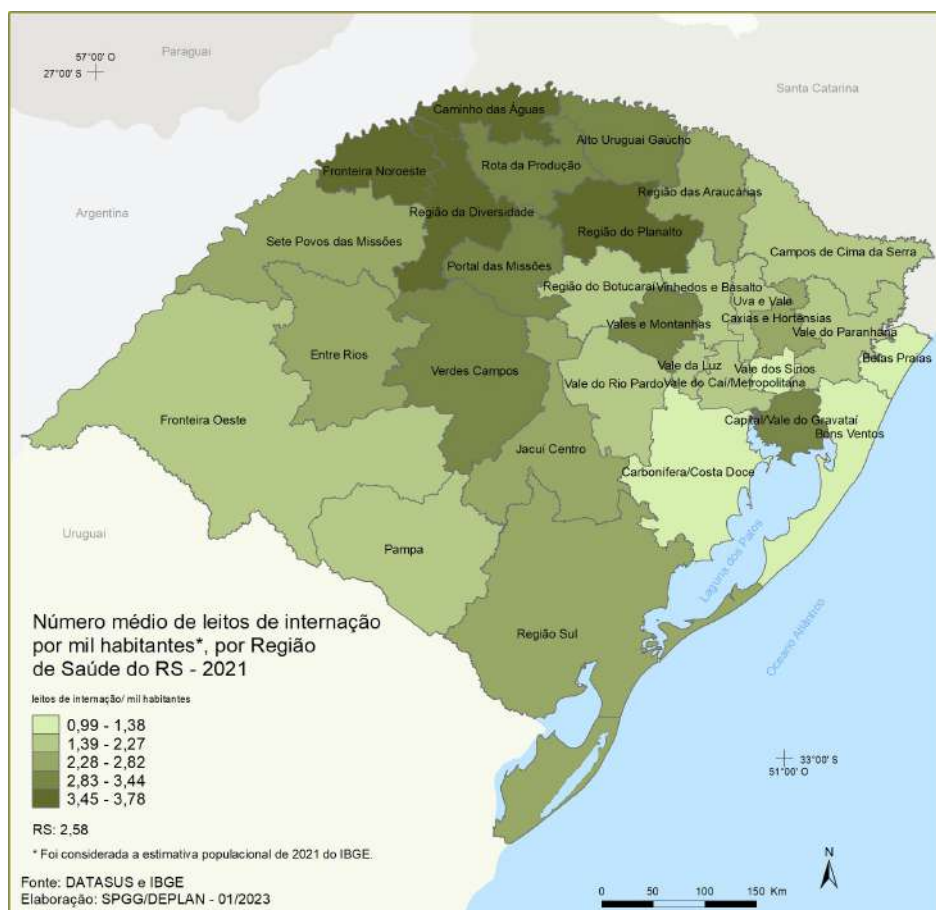 57°00' O
27°00' S
Paraguai
Santa Catarina
Caminho das Águas
Alto Uruguai Gaúcho
Rota da Produção
Fronteira Noroeste
Região das Araucárias
Argentina
Região da Diversidade
Região do Planalto
Sete Povos das Missões
Campos de Cima da Serra
Portal das Missões
Região do Botucaraí
Vinhedos e Basalto
Uva e Vale
Caxias e Hortênsias
Vales e Montanhas
Vale do Paranhana
Entre Rios
Belas Praias
Verdes Campos
Vale da Luz
Vale dos Sinos
Vale do Rio Pardo
Vale do Caí/Metropolitana
Fronteira Oeste
Capital/Vale do Gravataí
Bons Ventos
Jacuí Centro
Carbonífera/Costa Doce
Uruguai
Pampa
Laguna dos Patos
Oceano Atlântico
Região Sul
Número médio de leitos de internação
por mil habitantes*, por Região
de Saúde do RS - 2021
leitos de internação/ mil habitantes
0,99 - 1,38
1,39 - 2,27
2,28 - 2,82
2,83 - 3,44
3,45 - 3,78
RS: 2,58
* Foi considerada a estimativa populacional de 2021 do IBGE.
Fonte: DATASUS e IBGE
Elaboração: SPGG/DEPLAN - 01/2023
33°00' S
51°00' O
N
0 50 100 150 Km